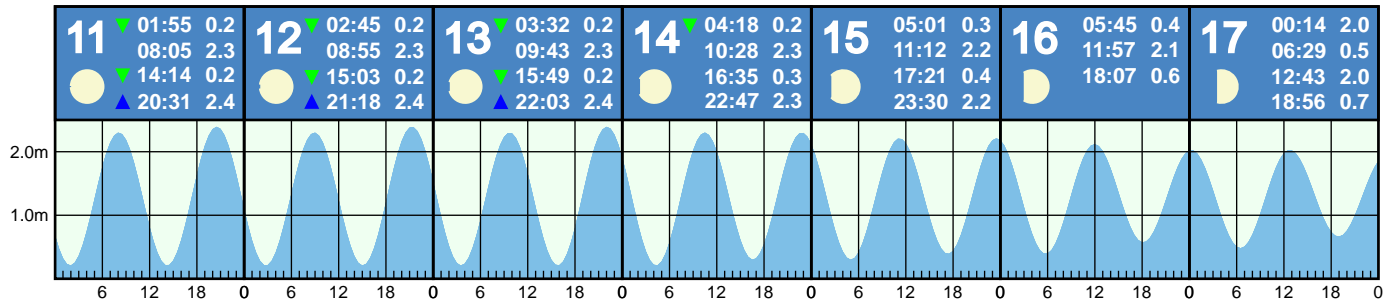 11
▼ 01:55 0.2
08:05 2.3
▼ 14:14 0.2
▲ 20:31 2.4
12
▼ 02:45 0.2
08:55 2.3
▼ 15:03 0.2
▲ 21:18 2.4
13
▼ 03:32 0.2
09:43 2.3
▼ 15:49 0.2
▲ 22:03 2.4
14
▼ 04:18 0.2
10:28 2.3
16:35 0.3
22:47 2.3
15
05:01 0.3
11:12 2.2
17:21 0.4
23:30 2.2
16
05:45 0.4
11:57 2.1
18:07 0.6
17
00:14 2.0
06:29 0.5
12:43 2.0
18:56 0.7
2.0m
1.0m
6 12 18 0 6 12 18 0 6 12 18 0 6 12 18 0 6 12 18 0 6 12 18 0 6 12 18 0